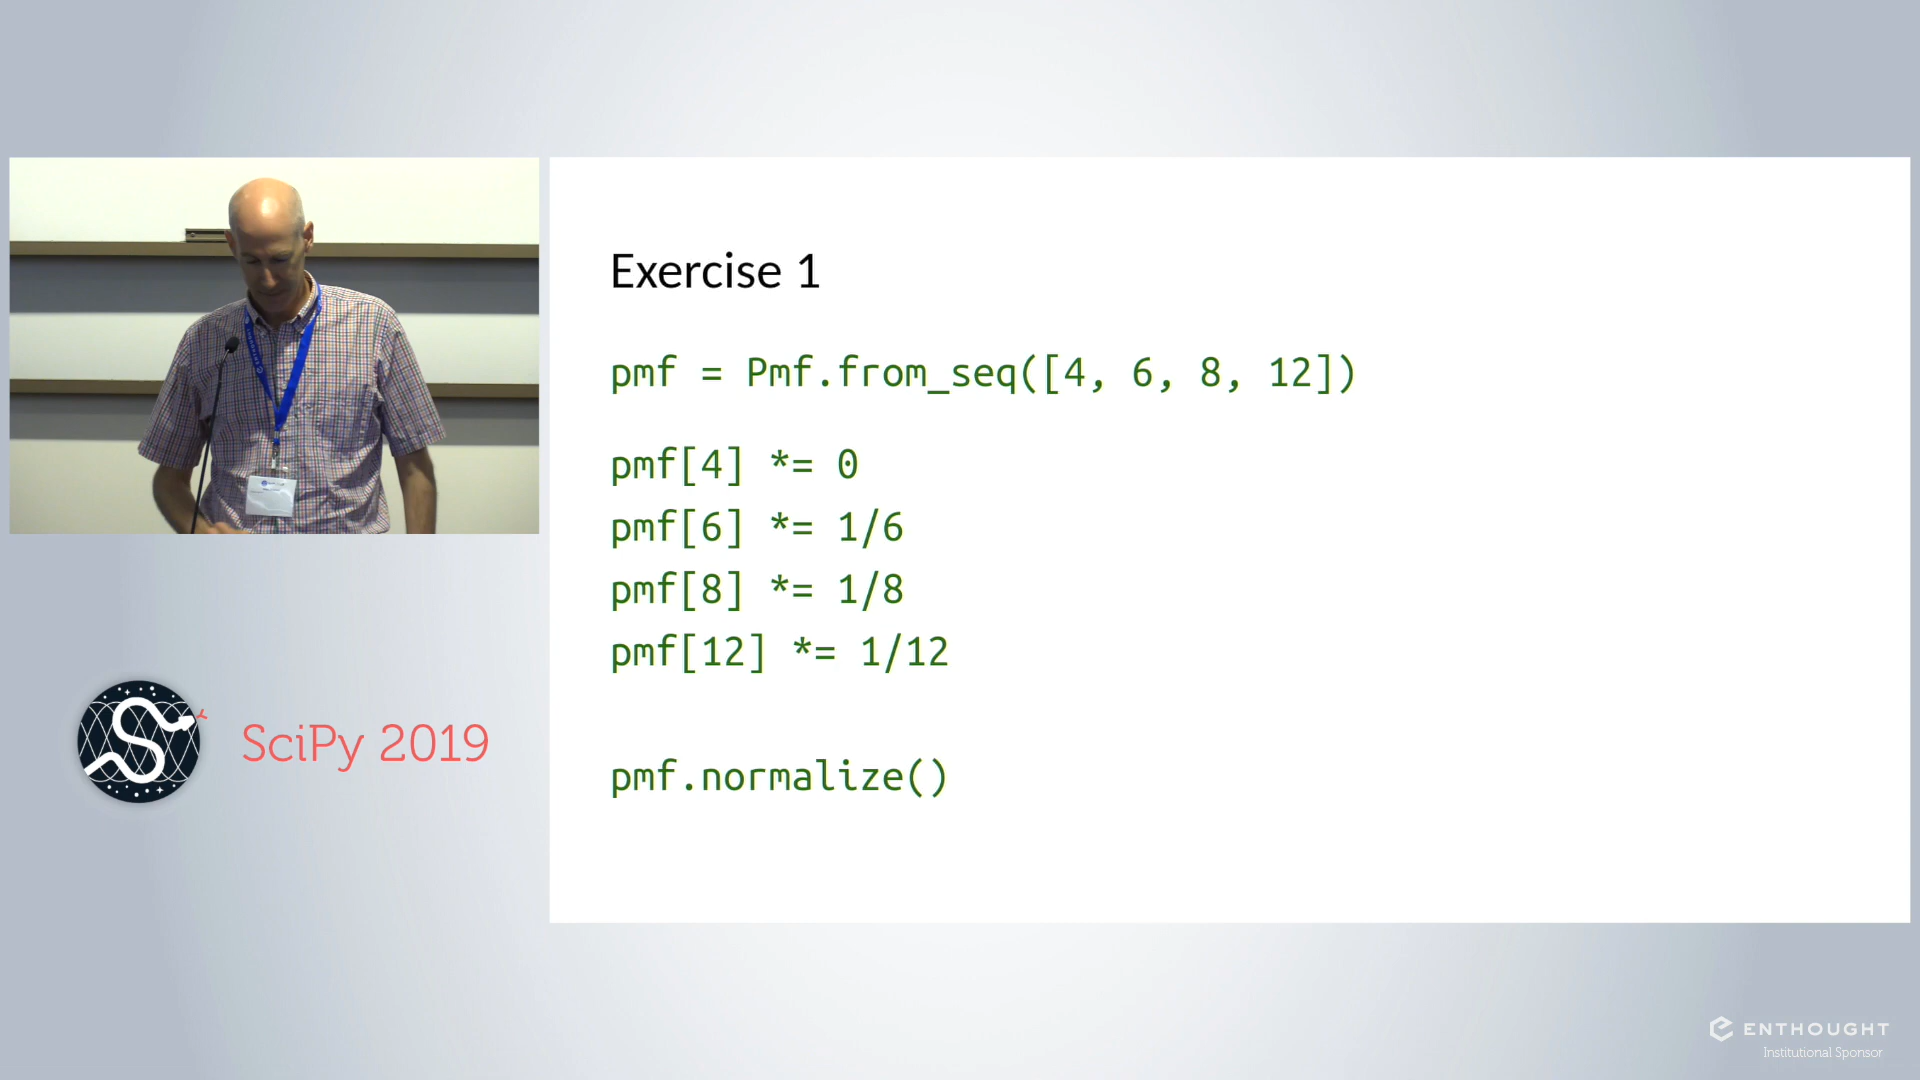 Exercise 1
pmf = Pmf.from_seq([4, 6, 8, 12])
pmf[4] *= 0
pmf[6] *= 1/6
pmf[8] *= 1/8
pmf[12] *= 1/12
pmf.normalize()
SciPy 2019
ENTHOUGHT
Institutional Sponsor